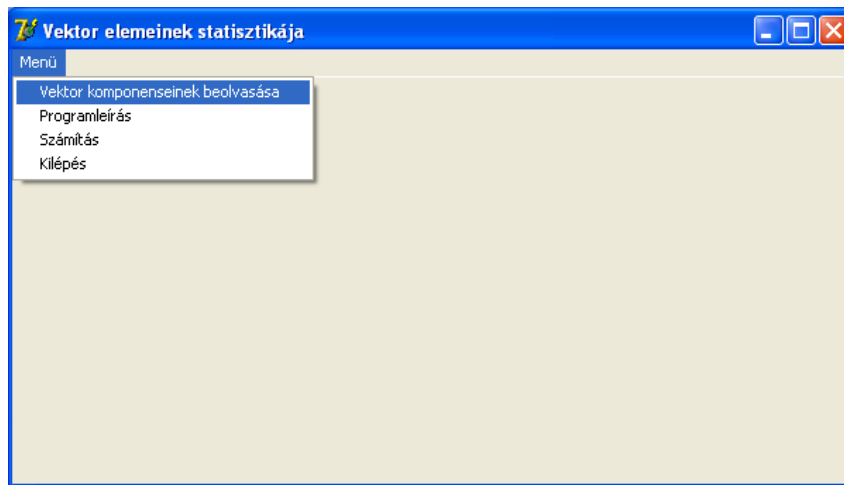 Vektor elemeinek statisztikája
Menü
Vektor komponenseinek beolvasása
Programleírás
Számítás
Kilépés